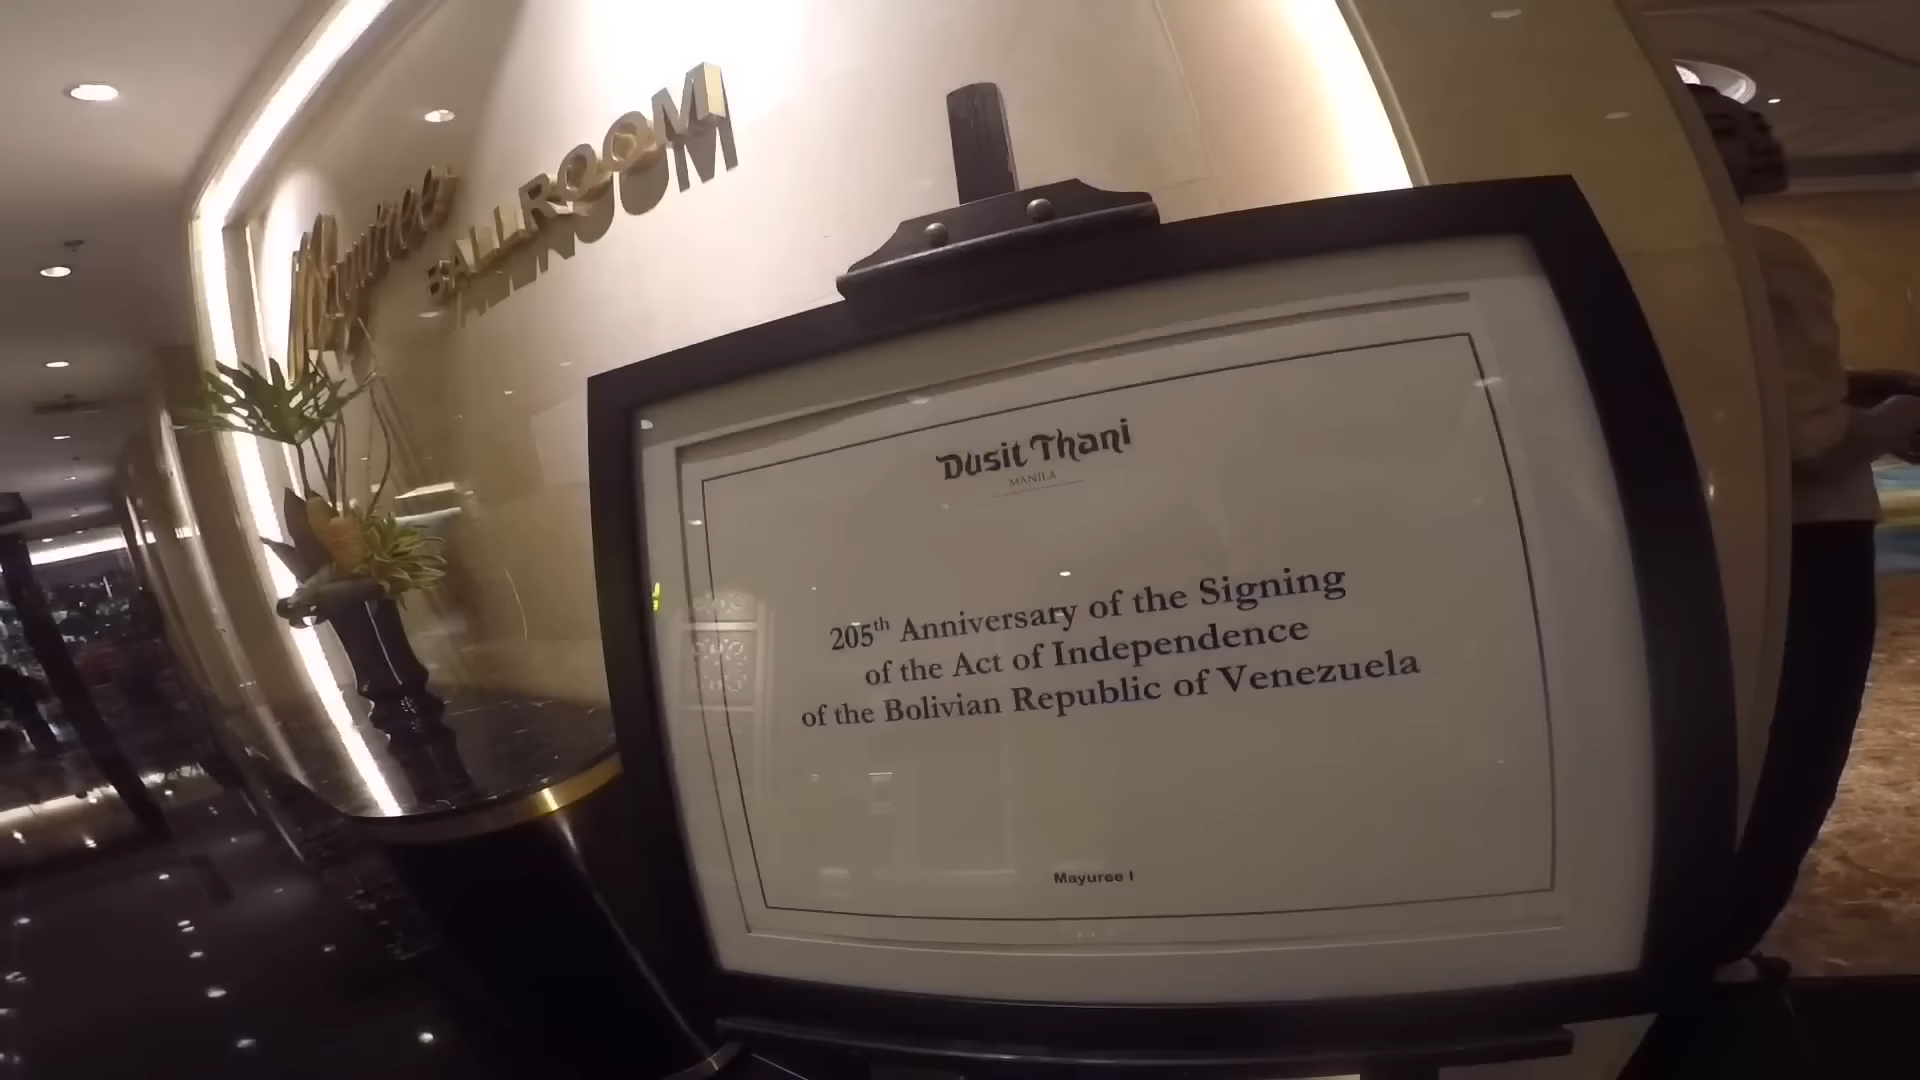 Mayuree
BALLROOM
Dusit Thani
MANILA
205th Anniversary of the Signing
of the Act of Independence
of the Bolivian Republic of Venezuela
Mayuree I